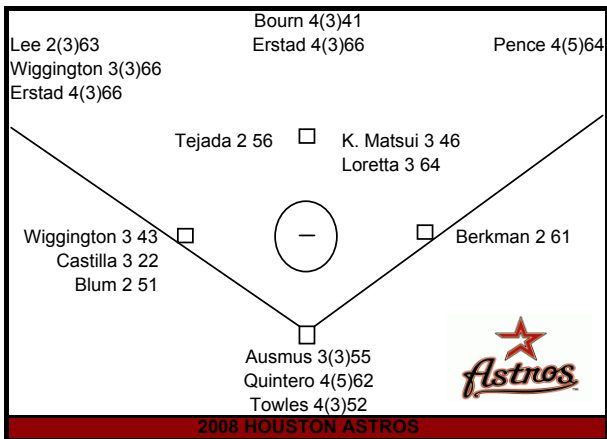 Bourn 4(3)41
Erstad 4(3)66
Lee 2(3)63
Wiggington 3(3)66
Erstad 4(3)66
Pence 4(5)64
Tejada 2 56
K. Matsui 3 46
Loretta 3 64
Wiggington 3 43
Castilla 3 22
Blum 2 51
Berkman 2 61
Ausmus 3(3)55
Quintero 4(5)62
Towles 4(3)52
Astros
2008 HOUSTON ASTROS